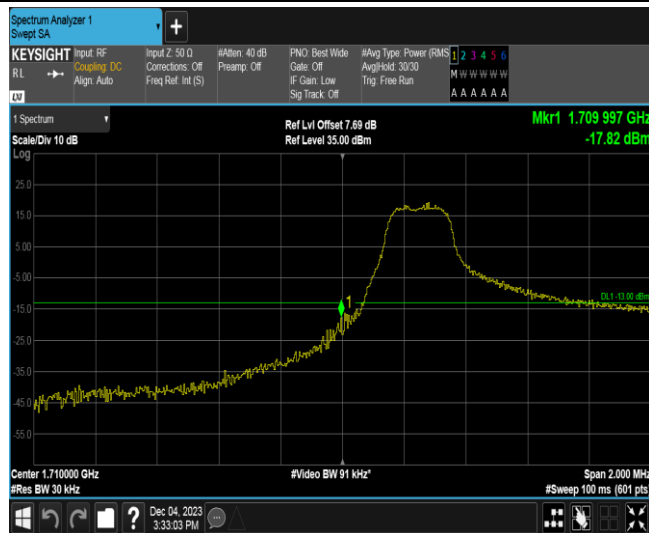 Spectrum Analyzer 1
Swept SA
+
KEYSIGHT
RL
LXI
Input: RF
Coupling: DC
Align: Auto
Input Z: 50 Ω
Corrections: Off
Freq Ref: Int (S)
#Atten: 40 dB
Preamp: Off
PNO: Best Wide
Gate: Off
IF Gain: Low
Sig Track: Off
#Avg Type: Power (RMS
Avg|Hold: 30/30
Trig: Free Run
1 2 3 4 5 6
M W W W W W
A A A A A A
1 Spectrum
Scale/Div 10 dB
Log
Ref Lvl Offset 7.69 dB
Ref Level 35.00 dBm
Mkr1 1.709 997 GHz
-17.82 dBm
25.0
15.0
5.00
-5.00
-15.0
-25.0
-35.0
-45.0
-55.0
1
DL1 -13.00 dBm
Center 1.710000 GHz
#Res BW 30 kHz
#Video BW 91 kHz*
Span 2.000 MHz
#Sweep 100 ms (601 pts)
?
Dec 04, 2023
3:33:03 PM